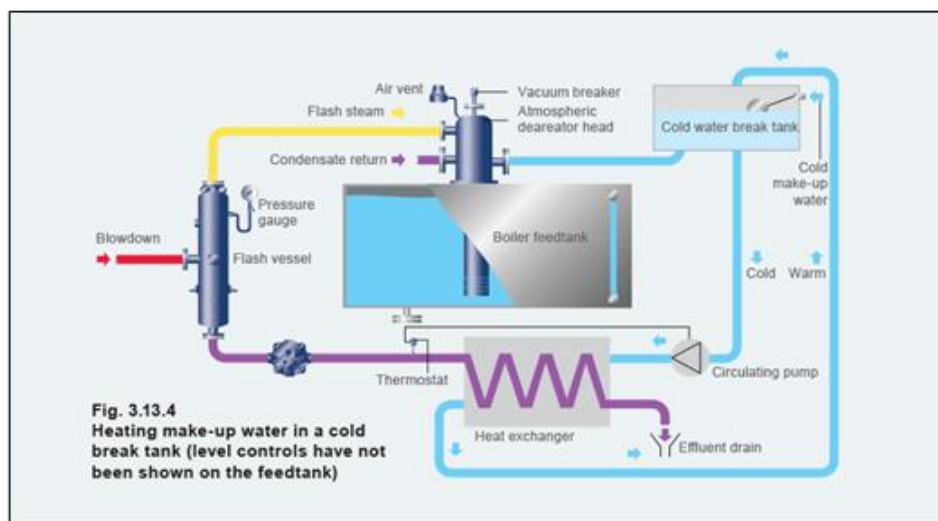 Air vent
Vacuum breaker
Flash steam
Atmospheric
deareator head
Cold water break tank
Condensate return
Cold
make-up
water
Pressure
gauge
Blowdown
Flash vessel
Boiler feedtank
Cold
Warm
Thermostat
Circulating pump
Fig. 3.13.4
Heating make-up water in a cold
break tank (level controls have not
been shown on the feedtank)
Heat exchanger
Effluent drain